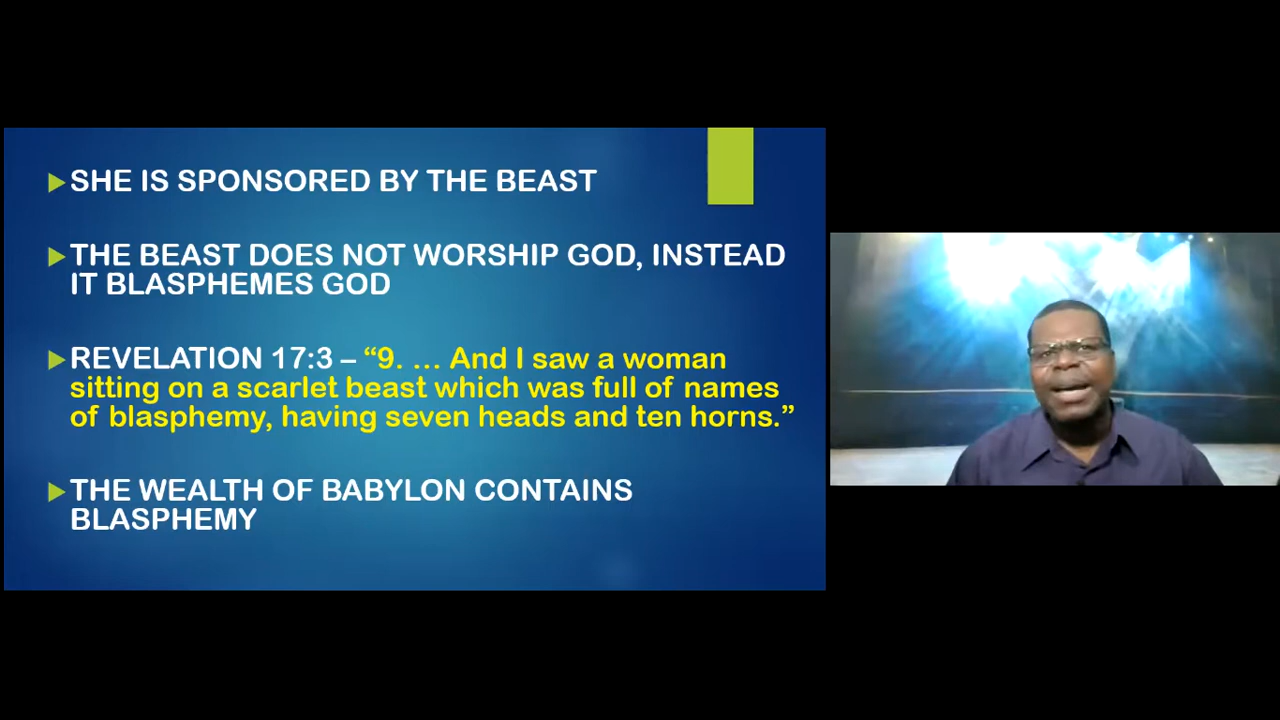 SHE IS SPONSORED BY THE BEAST
THE BEAST DOES NOT WORSHIP GOD, INSTEAD
IT BLASPHEMES GOD
REVELATION 17:3 – “9. … And I saw a woman
sitting on a scarlet beast which was full of names
of blasphemy, having seven heads and ten horns.”
THE WEALTH OF BABYLON CONTAINS
BLASPHEMY